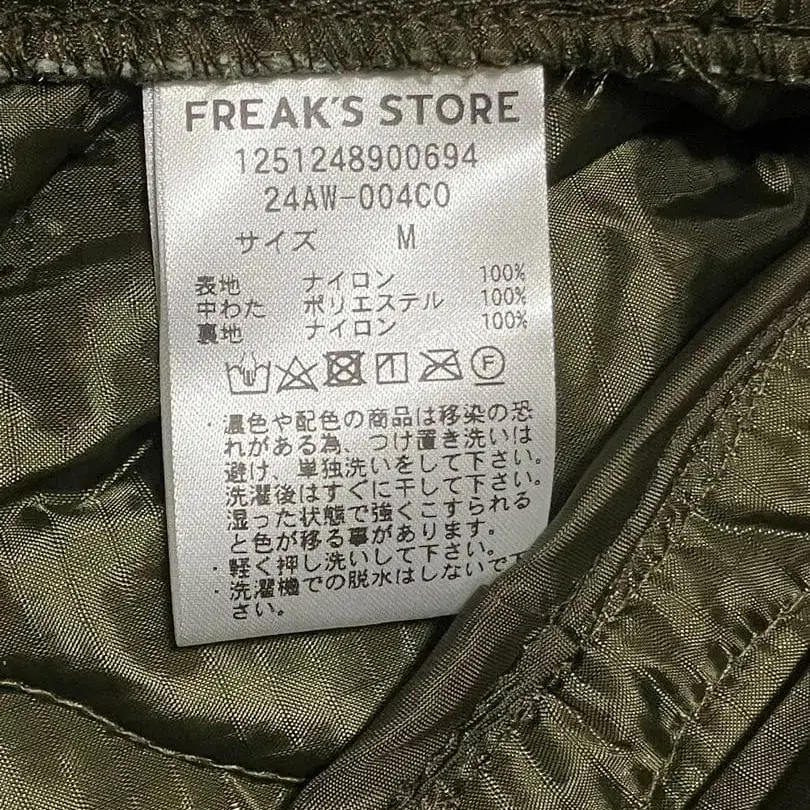 FREAK'S STORE
1251248900694
24AW-004CO
サイズ M
表地 ナイロン 100%
中わた ポリエステル 100%
裏地 ナイロン 100%
F
・濃色や配色の商品は移染の恐
れがある為、つけ置き洗いは
避け、単独洗いをして下さい。
洗濯後はすぐに干して下さい。
湿った状態で強くこすられる
と色が移る事があります。
・軽く押し洗いして下さい。
・洗濯機での脱水はしないで下
さい。